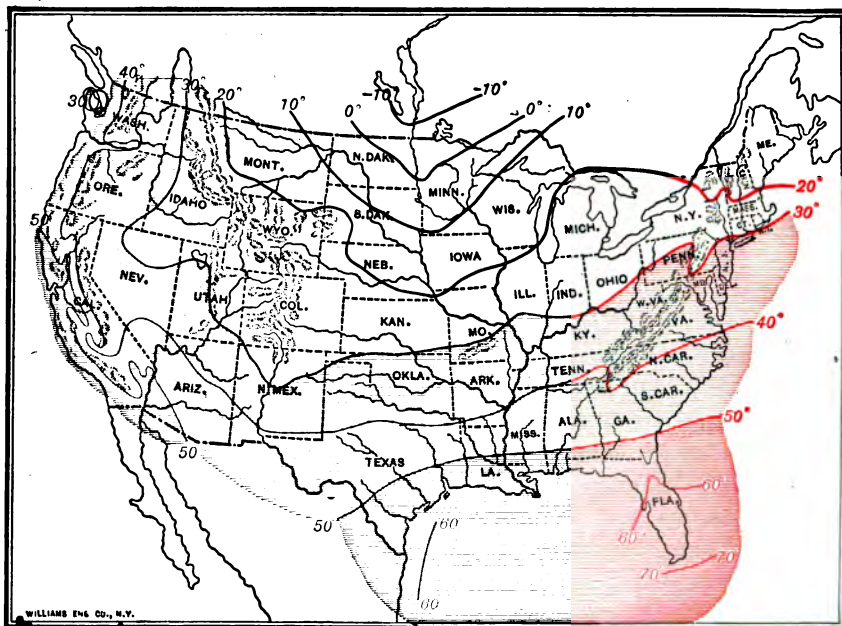 -10°
-10°
0°
0°
10°
10°
40°
30°
20°
30°
WASH.
MONT.
N.DAK.
MINN.
ME.
ORE.
IDAHO
WYO.
S.DAK.
WIS.
MICH.
N.Y.
MASS.
20°
30°
50
NEV.
UTAH
COL.
NEB.
IOWA
ILL.
IND.
OHIO
PENN.
N.J.
MD.
CAL.
KAN.
MO.
KY.
W.VA.
VA.
40°
ARIZ.
N.MEX.
OKLA.
ARK.
TENN.
N.CAR.
S.CAR.
50°
TEXAS
LA.
MISS.
ALA.
GA.
FLA.
50
50
60
60
60°
60°
70
70°
WILLIAMS ENG CO., N.Y.